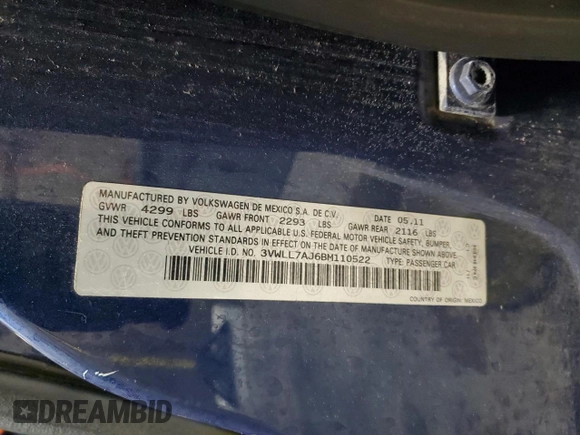 MANUFACTURED BY VOLKSWAGEN DE MEXICO S.A. DE C.V. DATE 05.11
GVWR 4299 LBS GAWR FRONT 2293 LBS GAWR REAR 2116 LBS
THIS VEHICLE CONFORMS TO ALL APPLICABLE U.S. FEDERAL MOTOR VEHICLE SAFETY, BUMPER,
AND THEFT PREVENTION STANDARDS IN EFFECT ON THE DATE OF MANUFACTURE SHOWN ABOVE
VEHICLE I.D. NO. 3VWLL7AJ6BM110522 TYPE: PASSENGER CAR
COUNTRY OF ORIGIN: MEXICO
DREAMBID